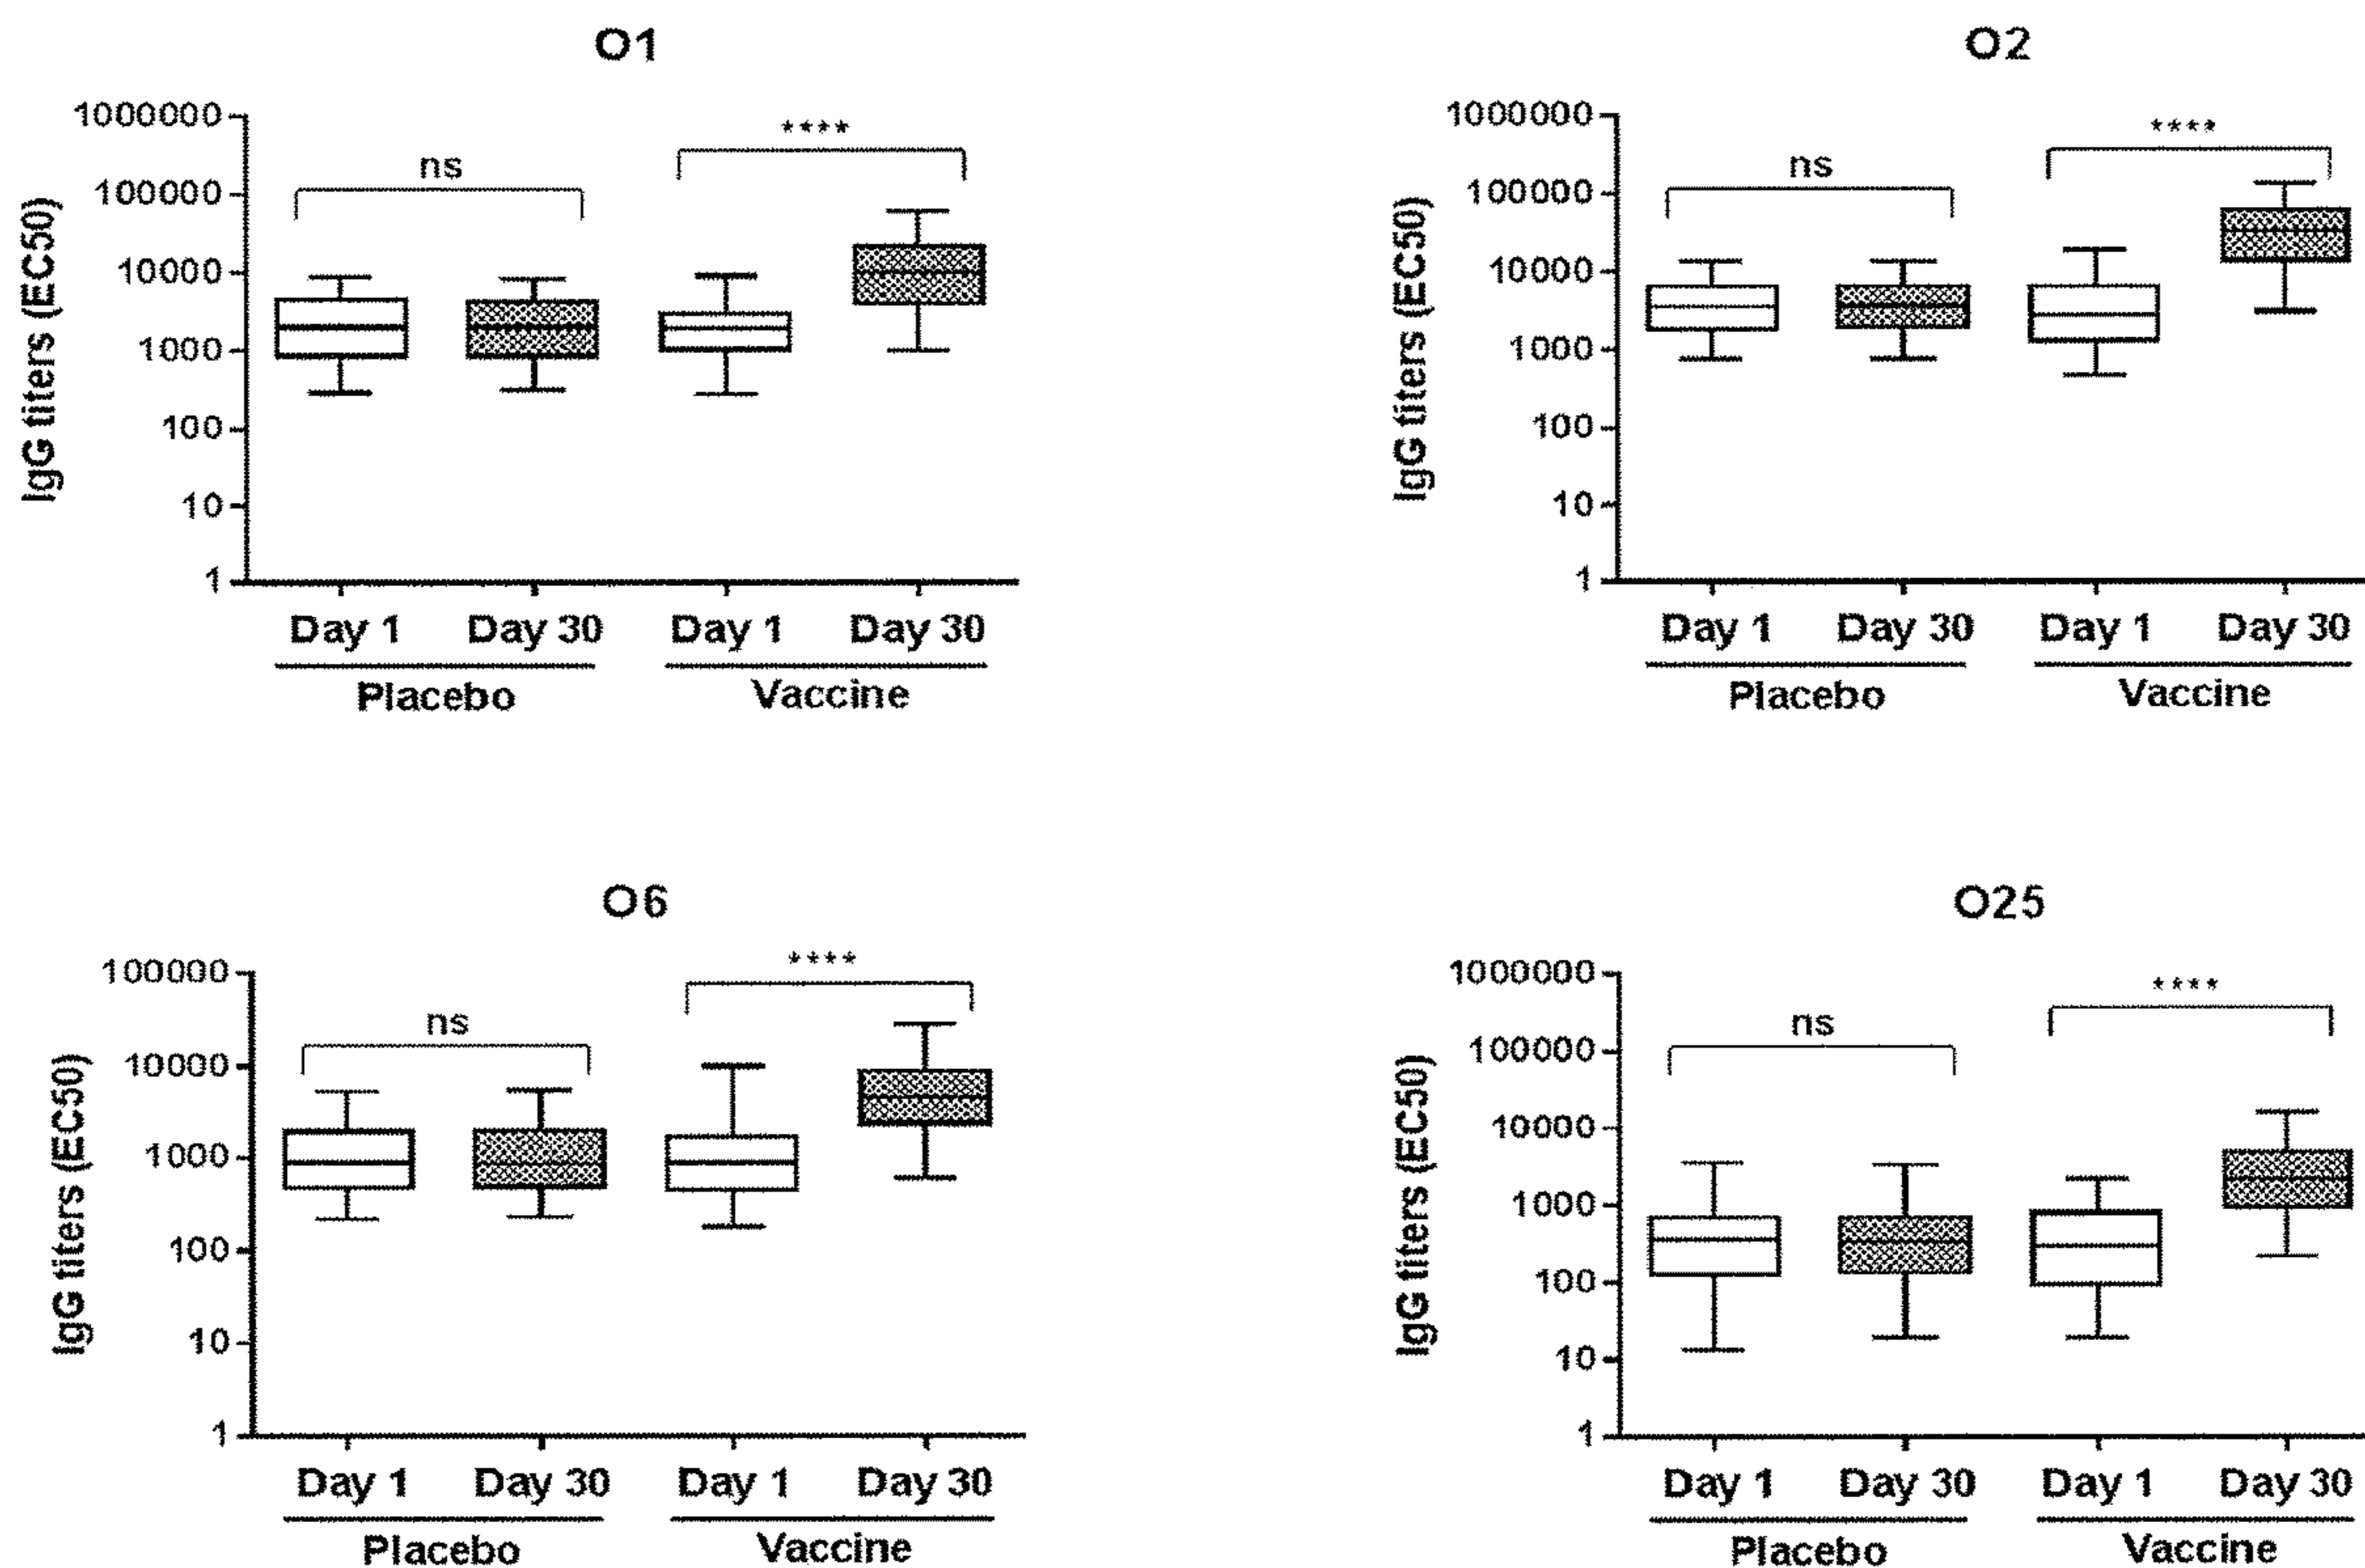 O1
1000000
100000
10000
1000
100
10
1
IgG titers (EC50)
ns
****
Day 1 Day 30 Day 1 Day 30
Placebo Vaccine
O2
1000000
100000
10000
1000
100
10
1
IgG titers (EC50)
ns
****
Day 1 Day 30 Day 1 Day 30
Placebo Vaccine
O6
100000
10000
1000
100
10
1
IgG titers (EC50)
ns
****
Day 1 Day 30 Day 1 Day 30
Placebo Vaccine
O25
1000000
100000
10000
1000
100
10
1
IgG titers (EC50)
ns
****
Day 1 Day 30 Day 1 Day 30
Placebo Vaccine